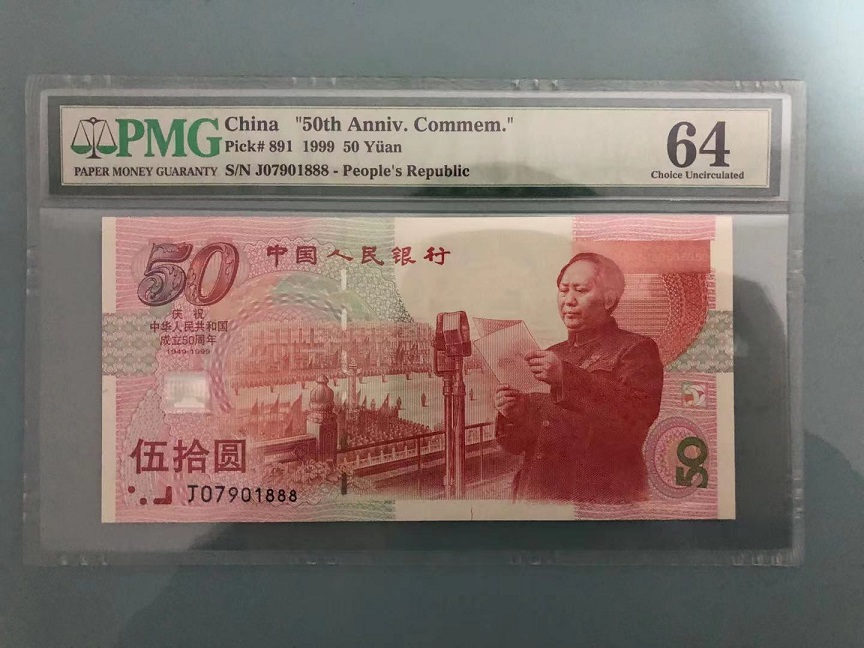 PMG
PAPER MONEY GUARANTY
China "50th Anniv. Commem."
Pick# 891 1999 50 Yüan
S/N J07901888 - People's Republic
64
Choice Uncirculated
50
中国人民银行
庆祝
中华人民共和国
成立50周年
1949-1999
伍拾圆
J07901888
50